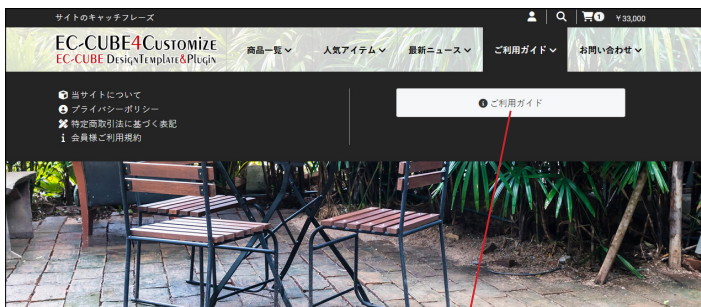 サイトのキャッチフレーズ
1 ￥33,000
EC-CUBE4CUSTOMIZE
EC-CUBE DESIGNTEMPLATE&PLUGIN
商品一覧 人気アイテム 最新ニュース ご利用ガイド お問い合わせ
当サイトについて
プライバシーポリシー
特定商取引法に基づく表記
会員様ご利用規約
ご利用ガイド